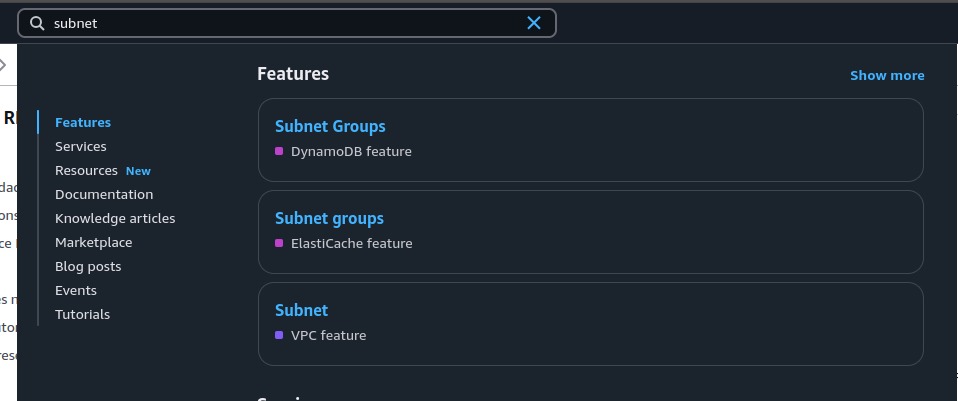 subnet
Features
Show more
Features
Services
Resources New
Documentation
Knowledge articles
Marketplace
Blog posts
Events
Tutorials
Subnet Groups
DynamoDB feature
Subnet groups
ElastiCache feature
Subnet
VPC feature